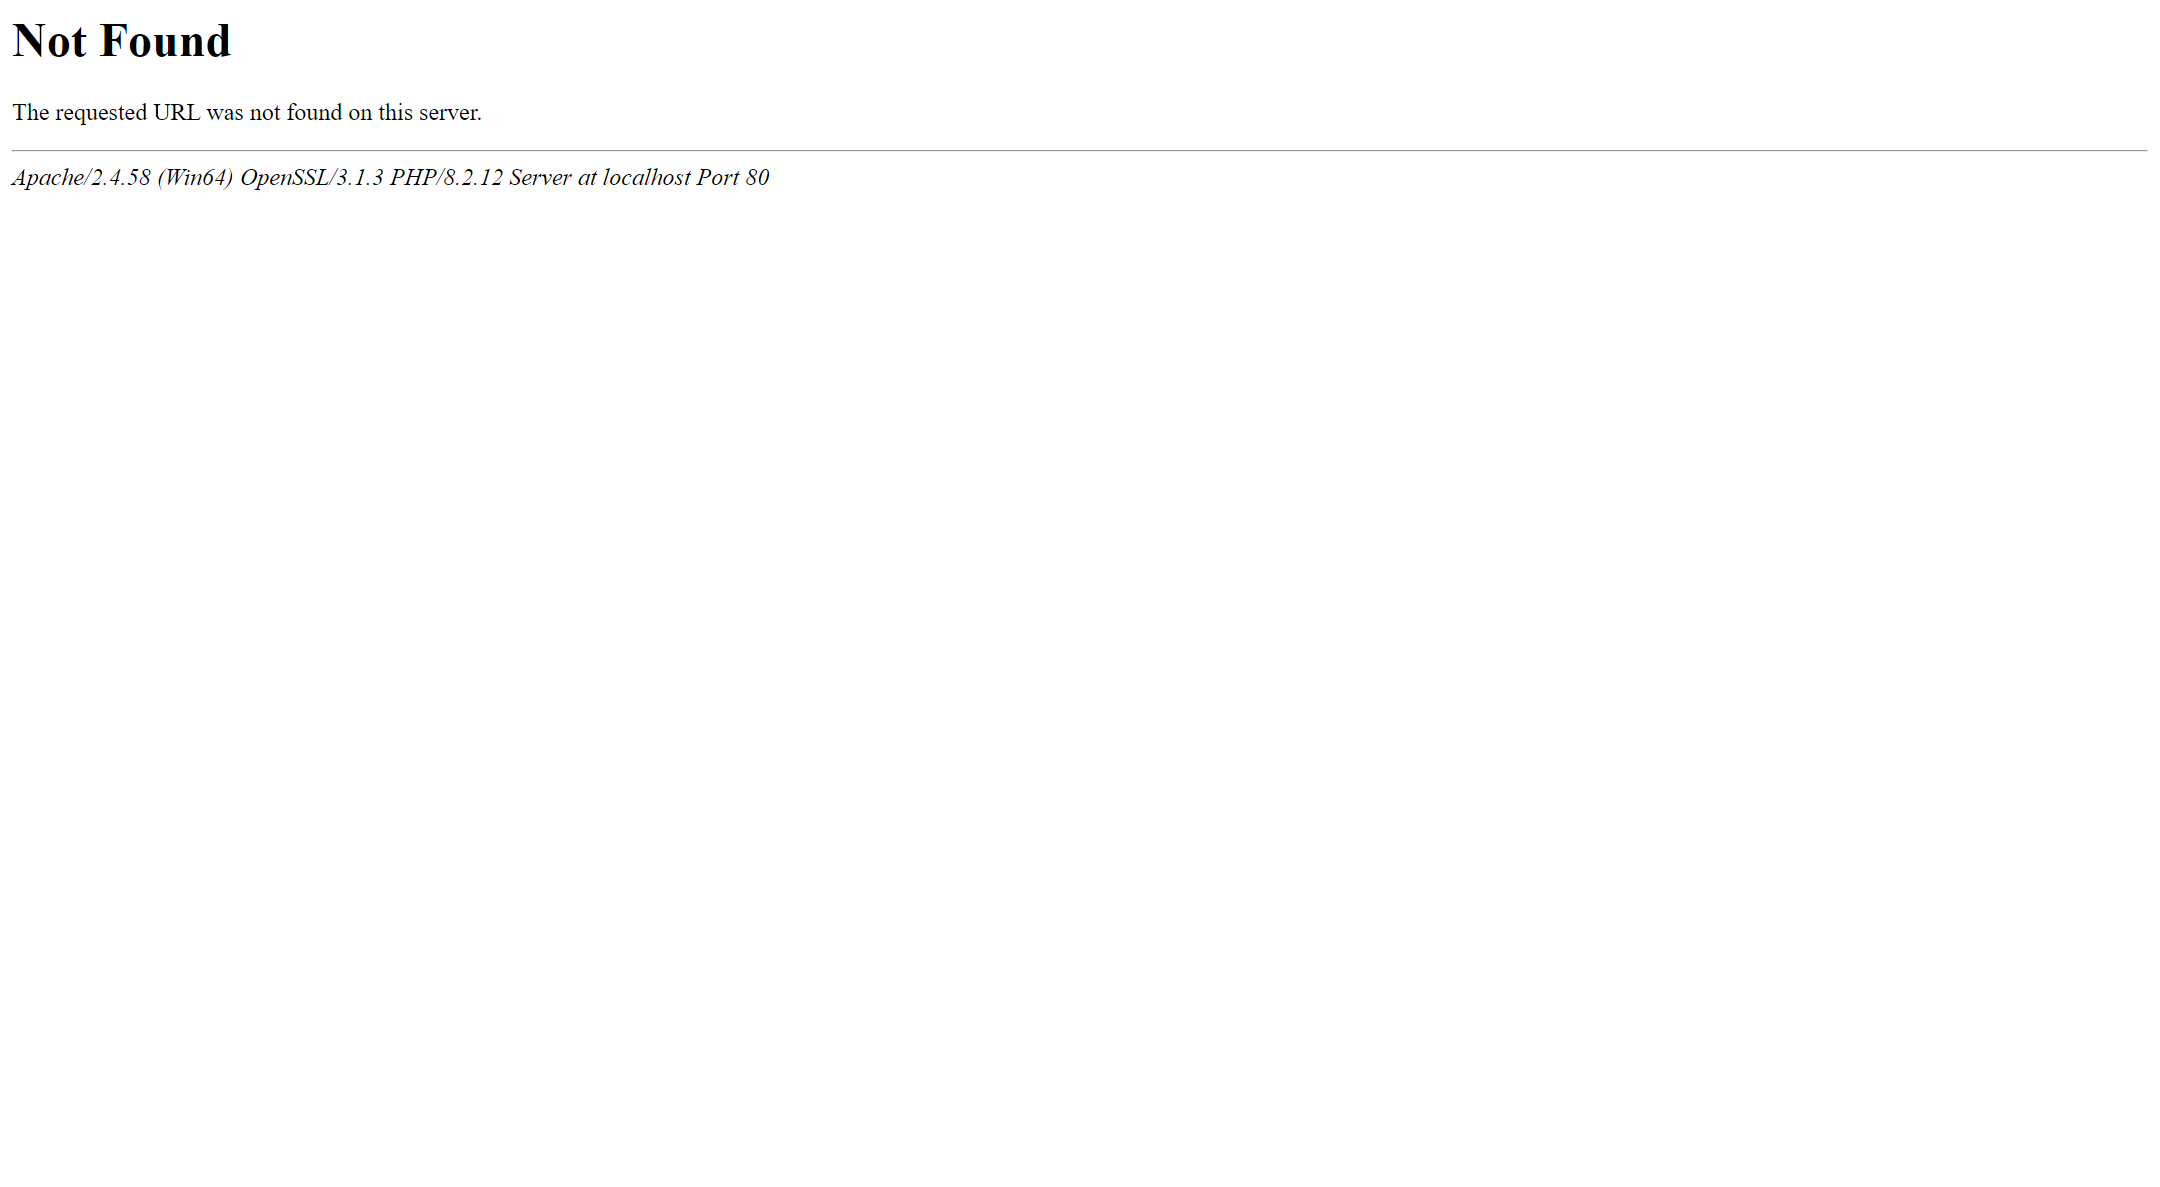 Not Found
The requested URL was not found on this server.
Apache/2.4.58 (Win64) OpenSSL/3.1.3 PHP/8.2.12 Server at localhost Port 80